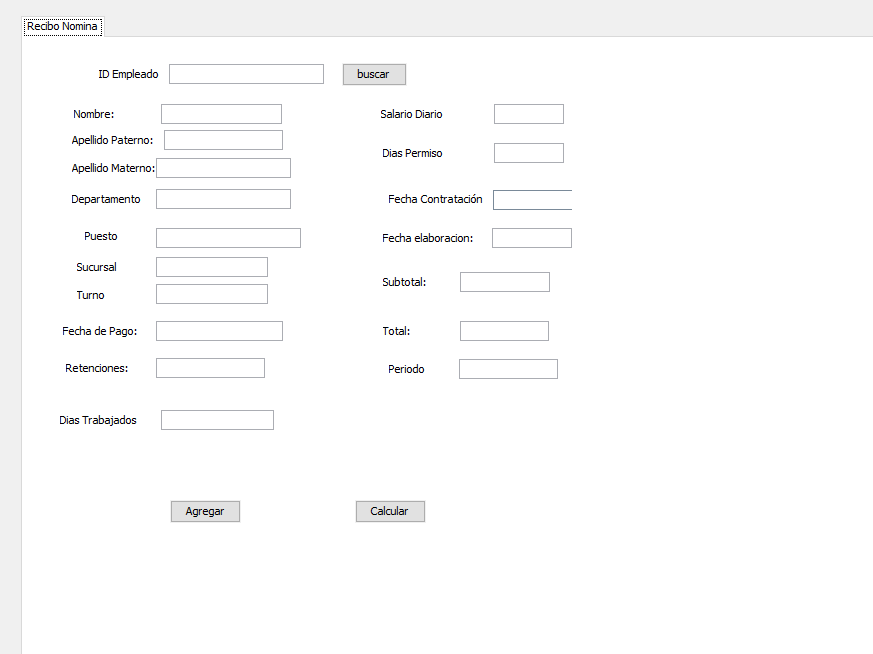 Recibo Nomina
ID Empleado buscar
Nombre: Salario Diario
Apellido Paterno:
Dias Permiso
Apellido Materno:
Departamento Fecha Contratación
Puesto Fecha elaboracion:
Sucursal
Subtotal:
Turno
Fecha de Pago: Total:
Retenciones: Periodo
Dias Trabajados
Agregar Calcular